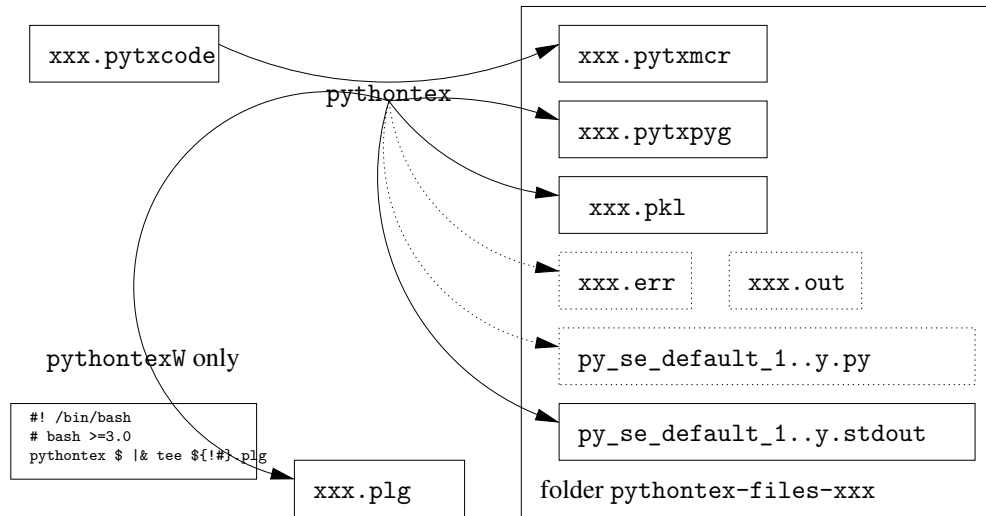 xxx.pytxcode
pythontex
pythontexW only
#! /bin/bash
# bash >=3.0
pythontex $ |& tee ${!#}.plg
xxx.plg
xxx.pytxmcr
xxx.pytxpyg
xxx.pkl
xxx.err xxx.out
py_se_default_1..y.py
py_se_default_1..y.stdout
folder pythontex-files-xxx